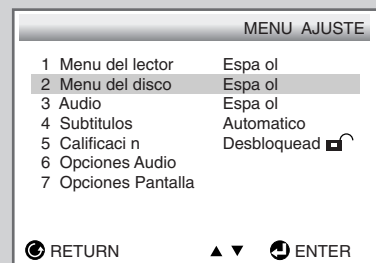 MENU AJUSTE
1 Menu del lector Espa ol
2 Menu del disco Espa ol
3 Audio Espa ol
4 Subtitulos Automatico
5 Calificaci n Desbloquead
6 Opciones Audio
7 Opciones Pantalla
RETURN ▲ ▼ ENTER